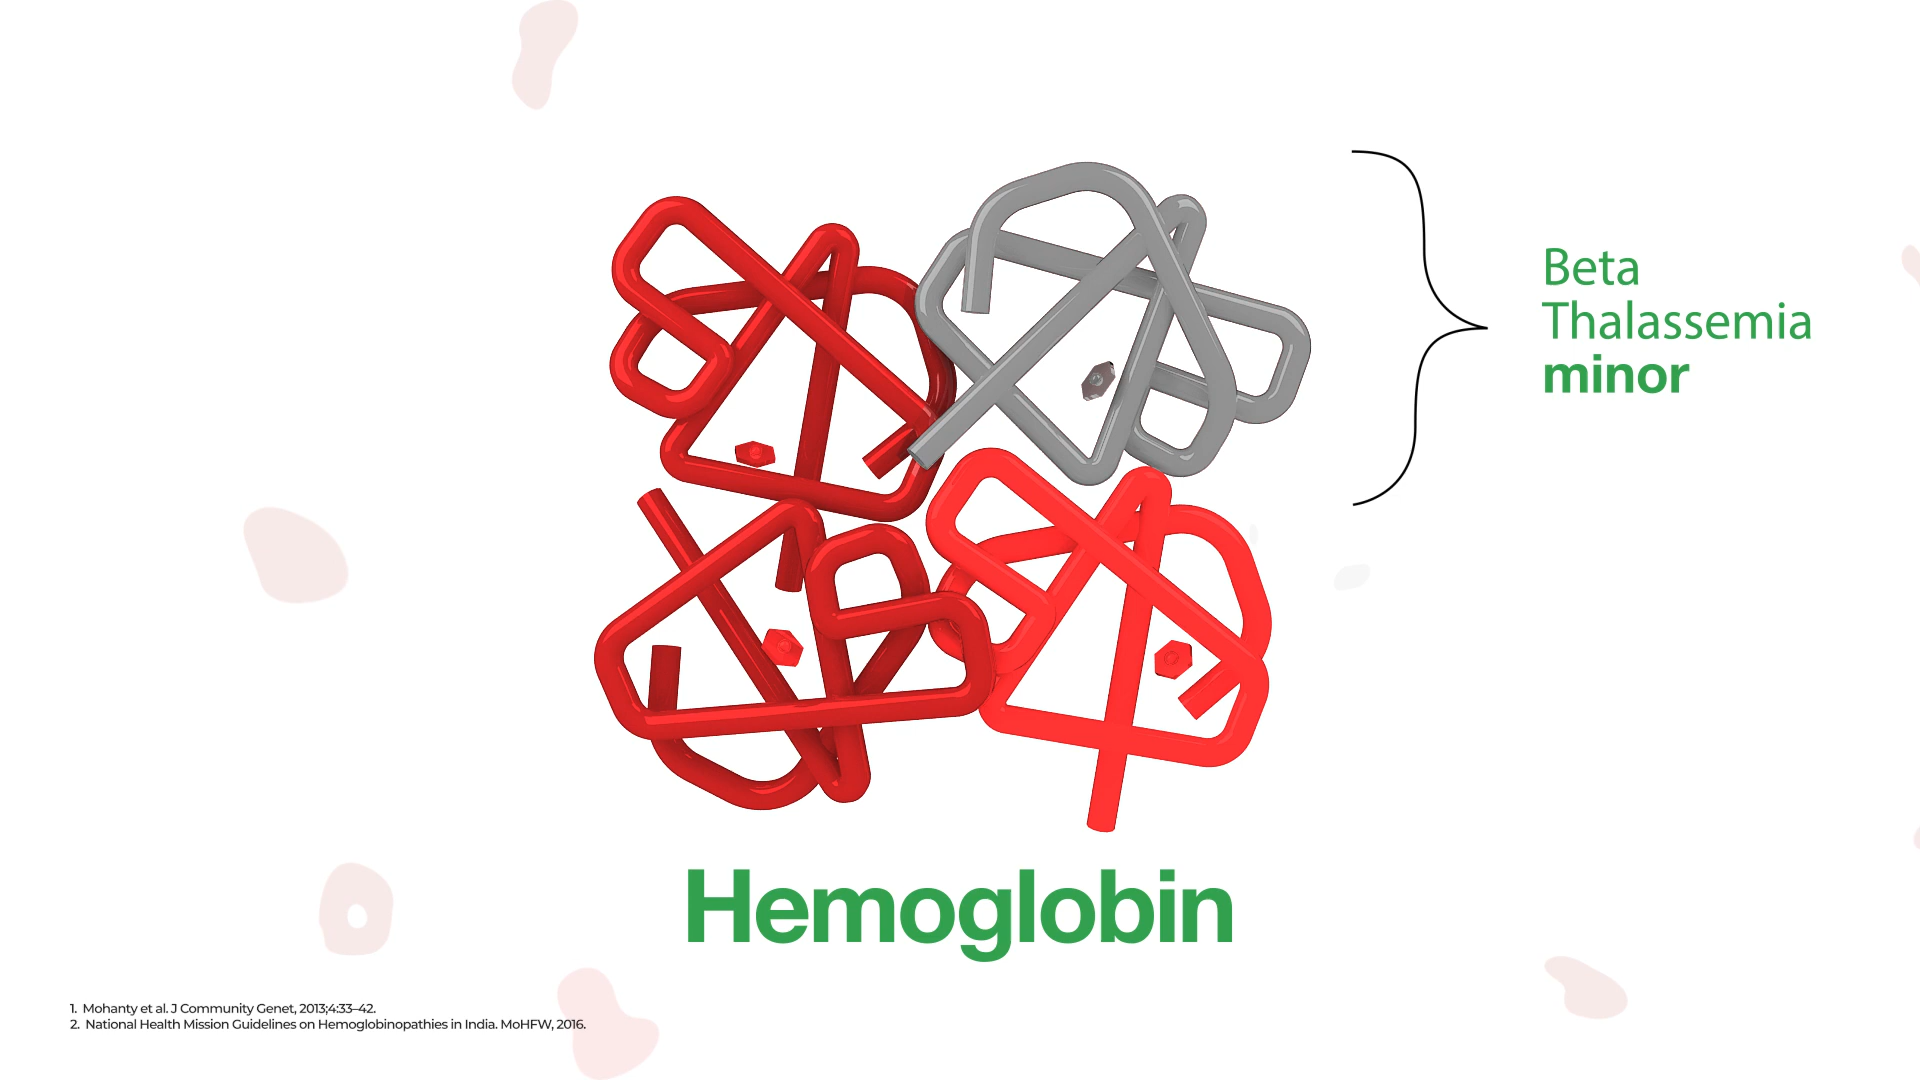 Beta
Thalassemia
minor
Hemoglobin
1. Mohanty et al. J Community Genet, 2013;4:33–42.
2. National Health Mission Guidelines on Hemoglobinopathies in India. MoHFW, 2016.